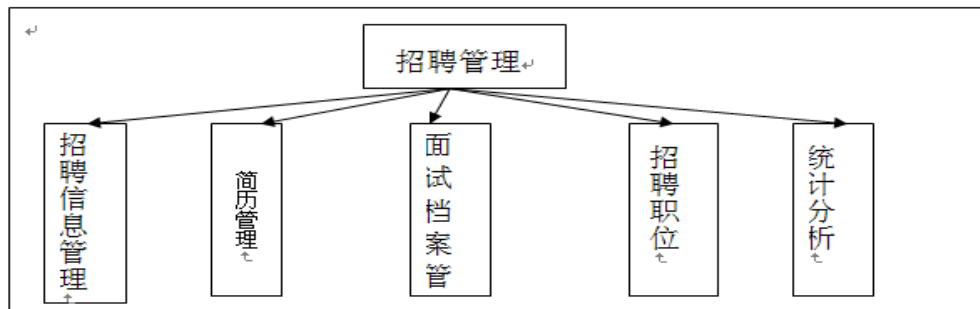 招聘管理
招聘信息管理
简历管理
面试档案管
招聘职位
统计分析